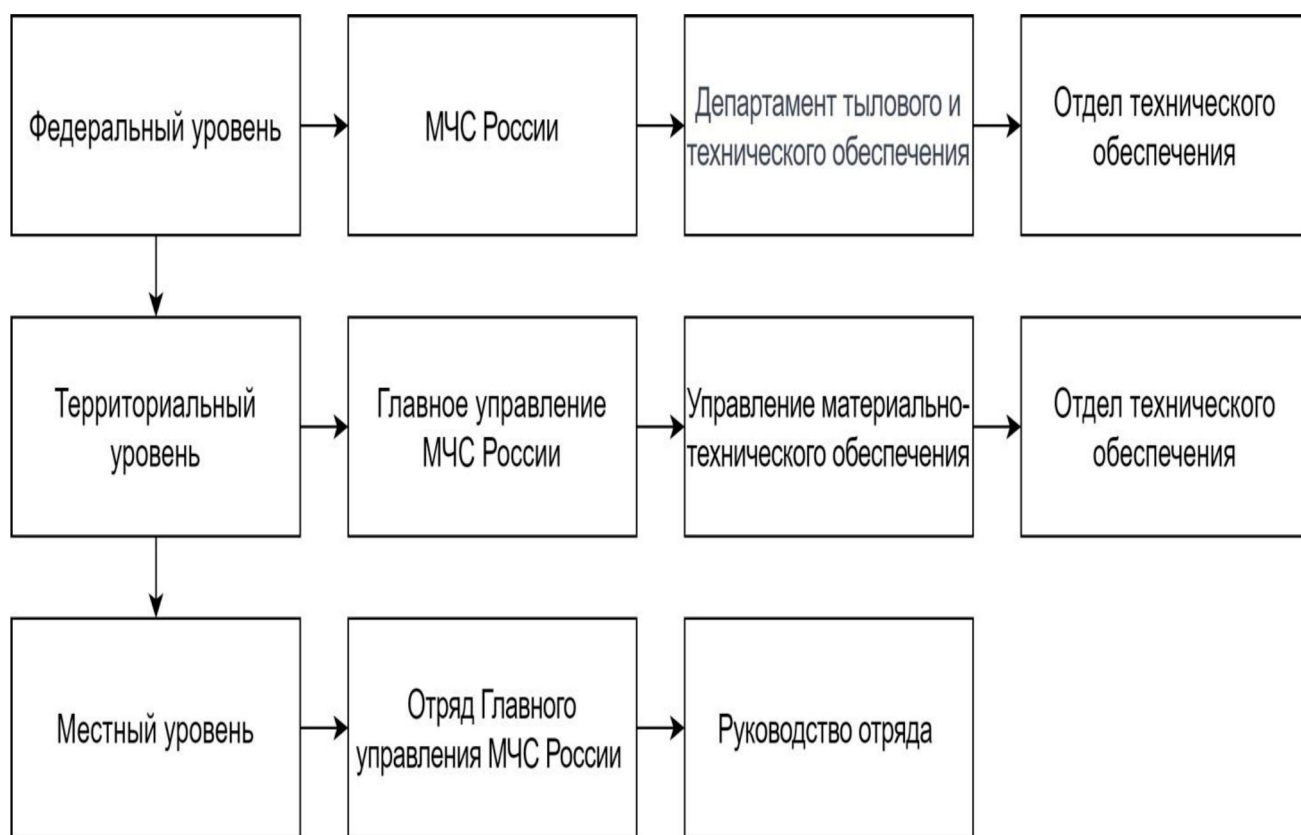 Федеральный уровень
МЧС России
Департамент тылового и
технического обеспечения
Отдел технического
обеспечения
Территориальный
уровень
Главное управление
МЧС России
Управление материально-
технического обеспечения
Отдел технического
обеспечения
Местный уровень
Отряд Главного
управления МЧС России
Руководство отряда